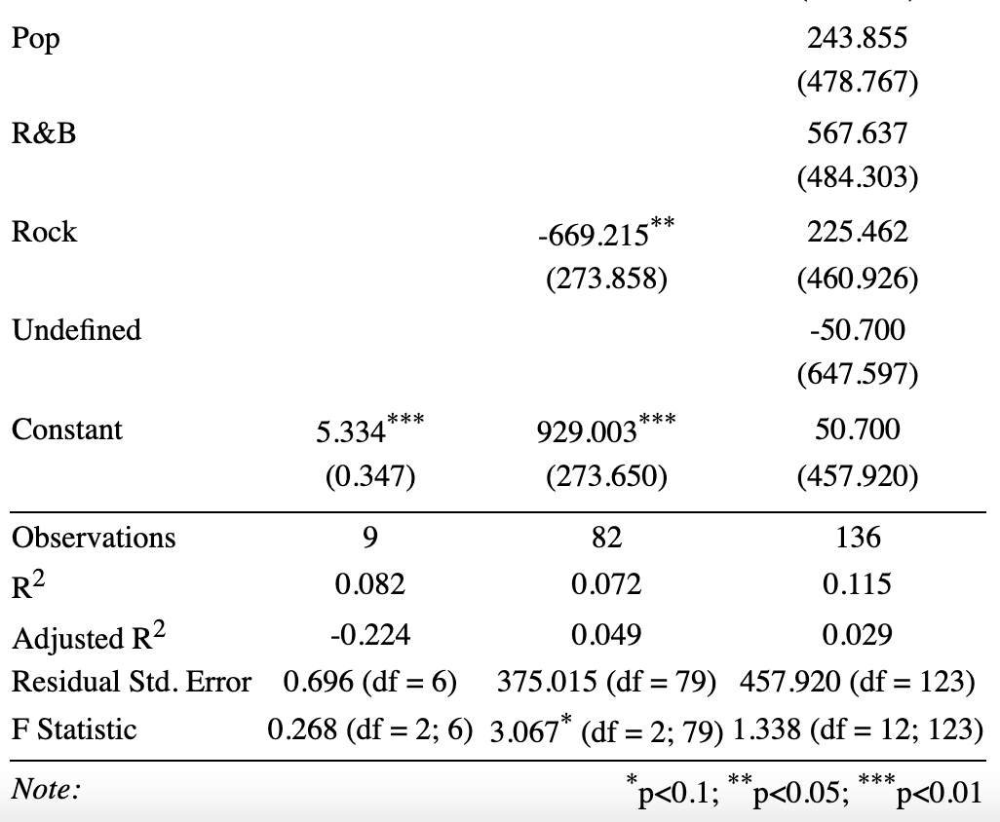 Pop 243.855
(478.767)
R&B 567.637
(484.303)
Rock -669.215** 225.462
(273.858) (460.926)
Undefined -50.700
(647.597)
Constant 5.334*** 929.003*** 50.700
(0.347) (273.650) (457.920)
Observations 9 82 136
R² 0.082 0.072 0.115
Adjusted R² -0.224 0.049 0.029
Residual Std. Error 0.696 (df = 6) 375.015 (df = 79) 457.920 (df = 123)
F Statistic 0.268 (df = 2; 6) 3.067* (df = 2; 79) 1.338 (df = 12; 123)
Note: *p<0.1; **p<0.05; ***p<0.01